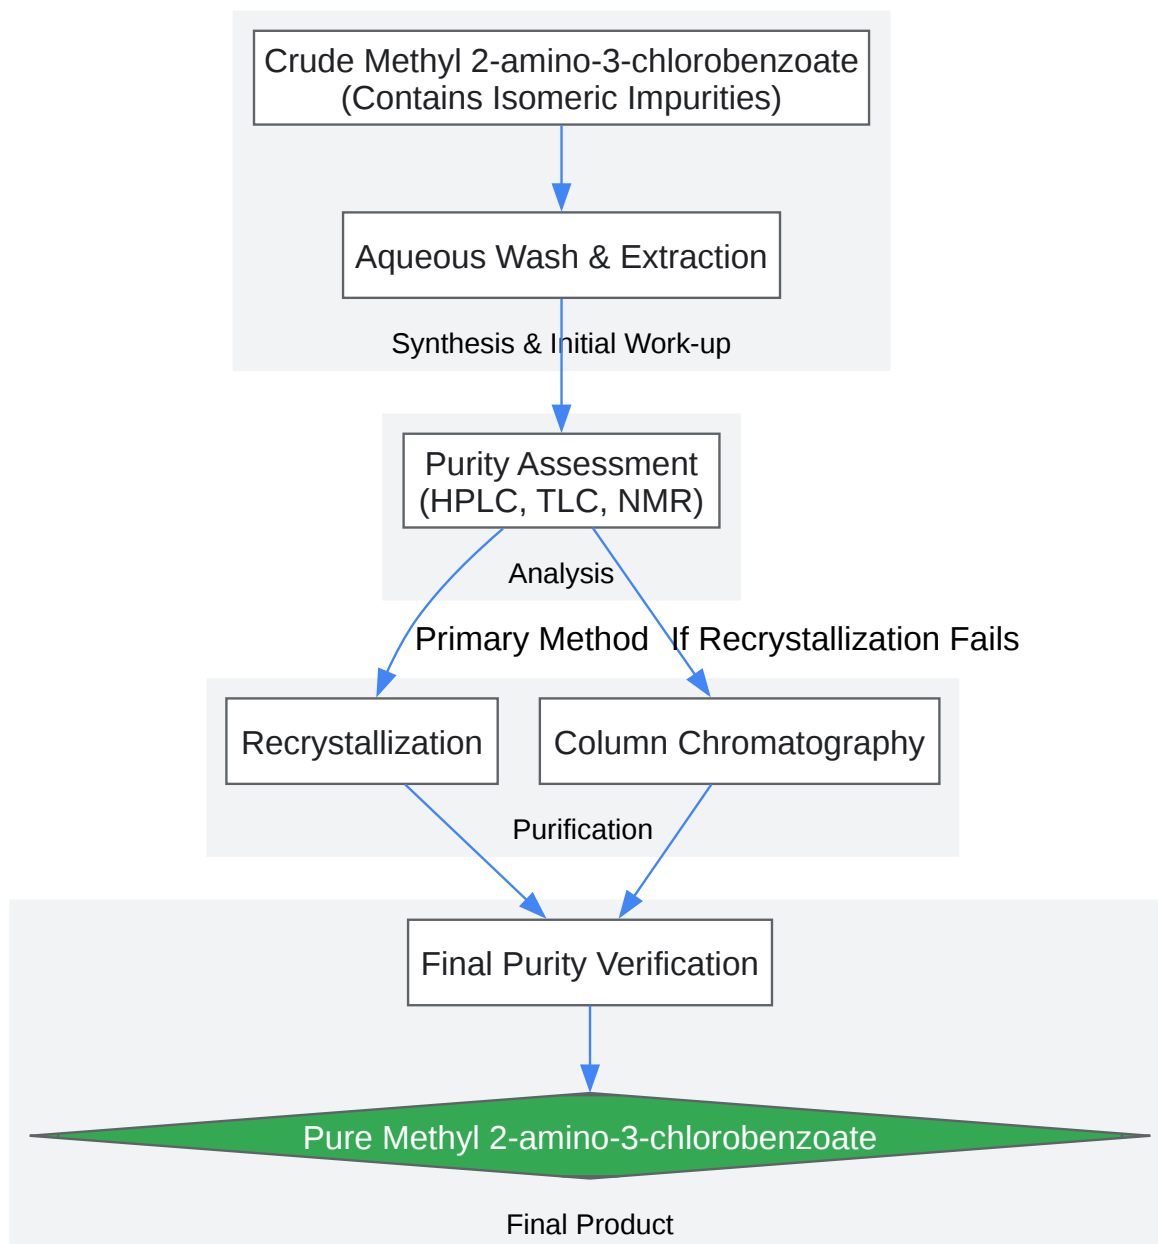 Crude Methyl 2-amino-3-chlorobenzoate
(Contains Isomeric Impurities)
Aqueous Wash & Extraction
Synthesis & Initial Work-up
Purity Assessment
(HPLC, TLC, NMR)
Analysis
Primary Method
If Recrystallization Fails
Recrystallization
Column Chromatography
Purification
Final Purity Verification
Pure Methyl 2-amino-3-chlorobenzoate
Final Product